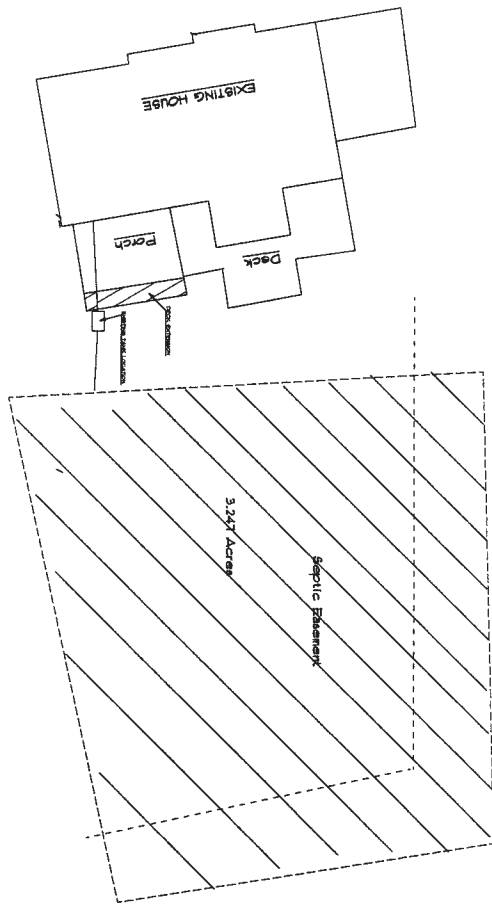 EXISTING HOUSE
Porch
Deck
3.247 Acres
Septic Easement